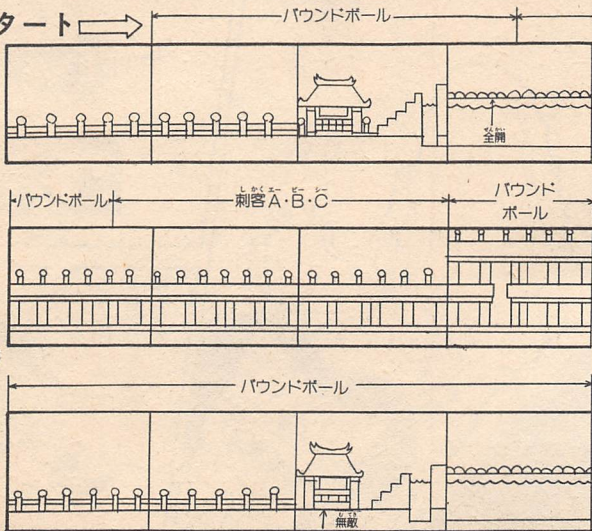 タート
バウンドボール
ぜんかい
全開
バウンドボール
しかくエー ビー シー
刺客A・B・C
バウンド
ボール
バウンドボール
むてき
無敵